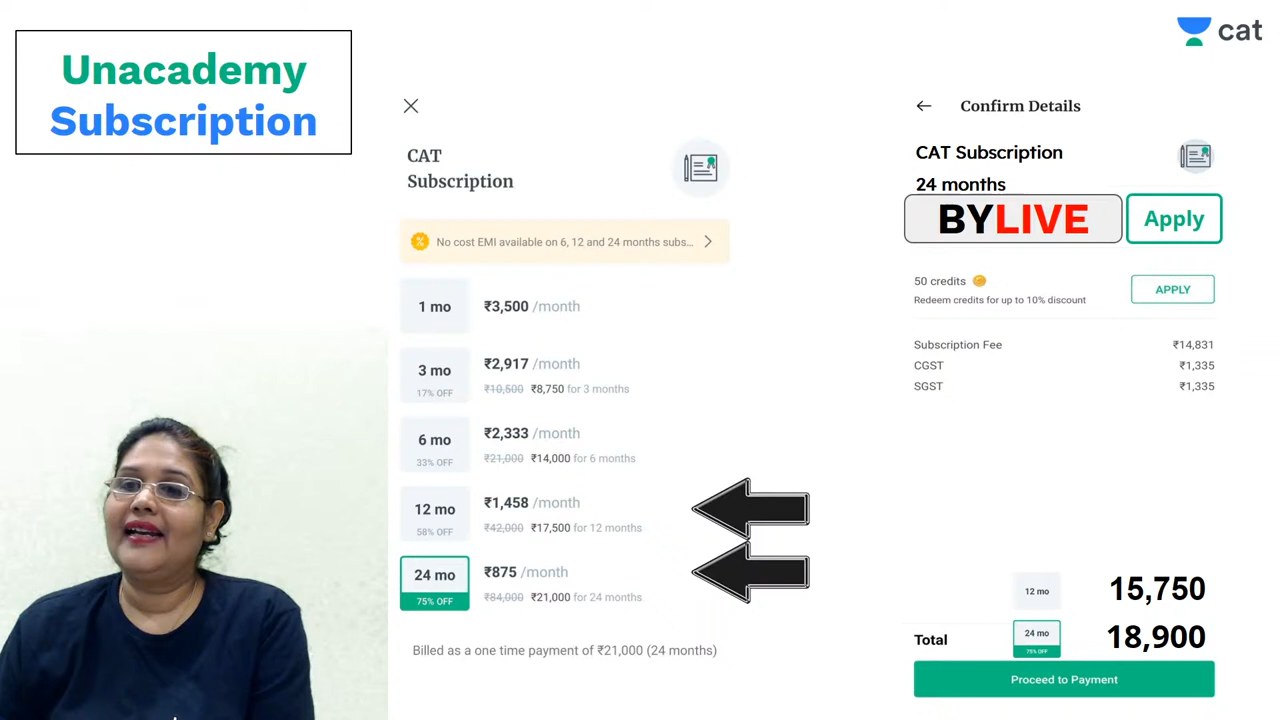 Unacademy
Subscription
cat
CAT
Subscription
No cost EMI available on 6, 12 and 24 months subs...
1 mo
₹3,500 /month
3 mo
17% OFF
₹2,917 /month
₹10,500 ₹8,750 for 3 months
6 mo
33% OFF
₹2,333 /month
₹21,000 ₹14,000 for 6 months
12 mo
58% OFF
₹1,458 /month
₹42,000 ₹17,500 for 12 months
24 mo
75% OFF
₹875 /month
₹84,000 ₹21,000 for 24 months
Billed as a one time payment of ₹21,000 (24 months)
Confirm Details
CAT Subscription
24 months
BYLIVE Apply
50 credits
Redeem credits for up to 10% discount
APPLY
Subscription Fee ₹14,831
CGST ₹1,335
SGST ₹1,335
12 mo 15,750
Total 24 mo 18,900
75% OFF
Proceed to Payment